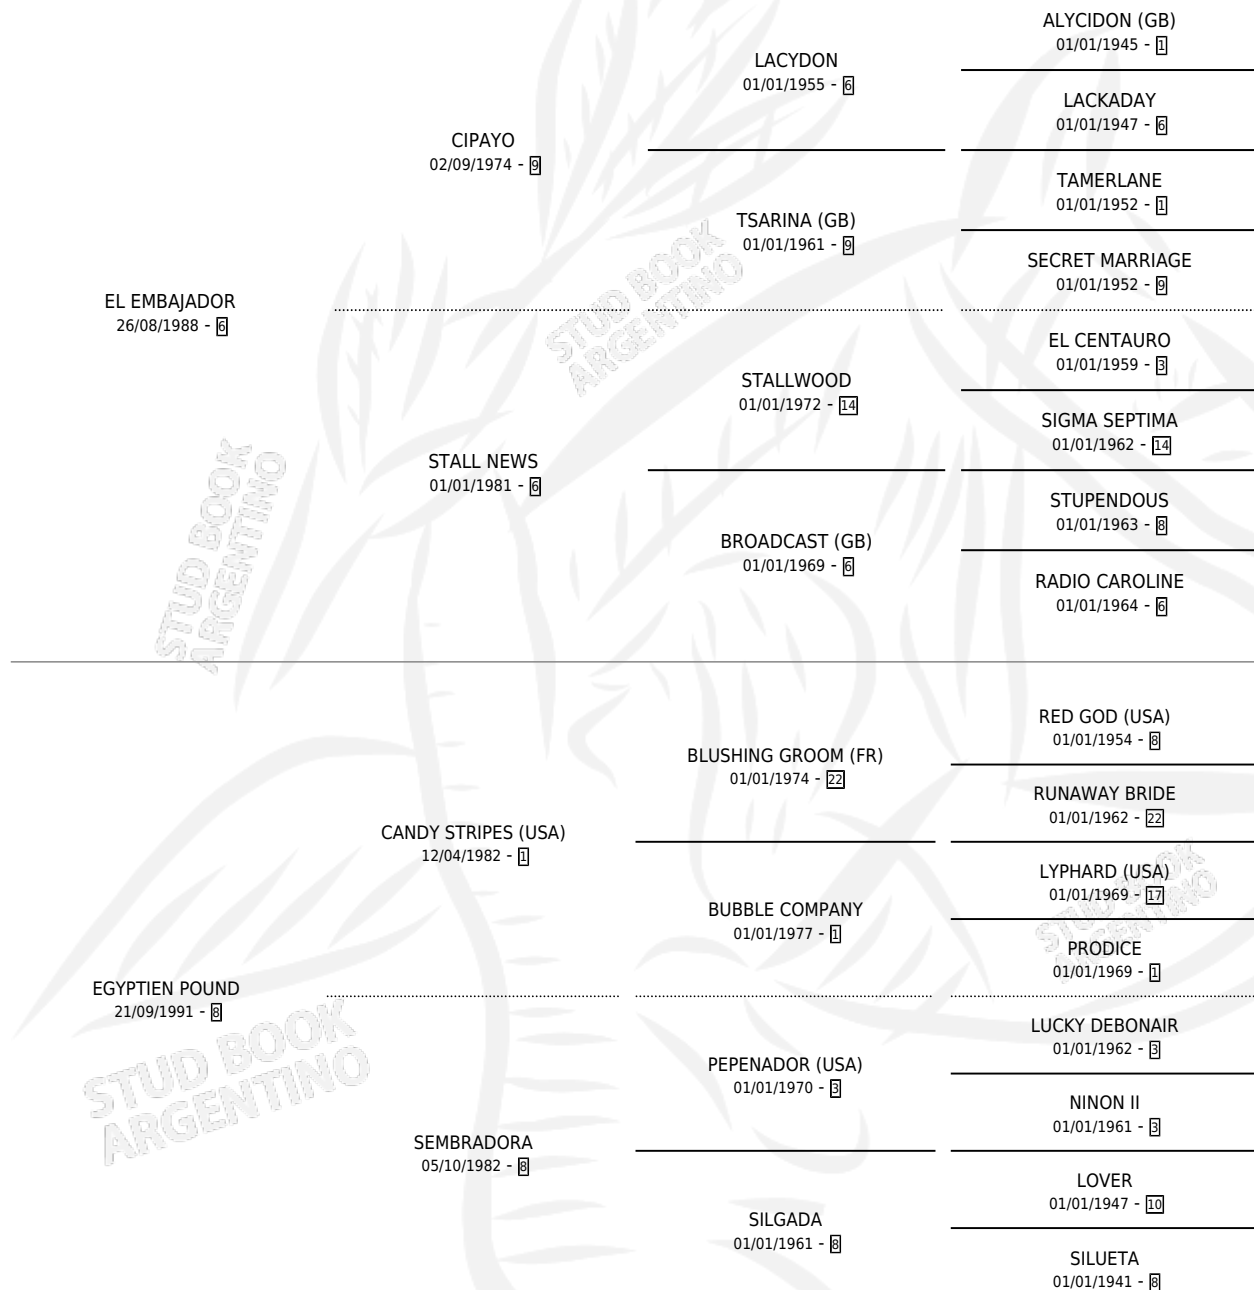 ALYCIDON (GB)
01/01/1945 - 1
LACYDON
01/01/1955 - 6
LACKADAY
01/01/1947 - 6
CIPAYO
02/09/1974 - 9
TAMERLANE
01/01/1952 - 1
TSARINA (GB)
01/01/1961 - 9
SECRET MARRIAGE
01/01/1952 - 9
EL EMBAJADOR
26/08/1988 - 6
EL CENTAURO
01/01/1959 - 3
STALLWOOD
01/01/1972 - 14
SIGMA SEPTIMA
01/01/1962 - 14
STALL NEWS
01/01/1981 - 6
STUPENDOUS
01/01/1963 - 8
BROADCAST (GB)
01/01/1969 - 6
RADIO CAROLINE
01/01/1964 - 6
STUD BOOK
ARGENTINO
STUD BOOK
ARGENTINO
RED GOD (USA)
01/01/1954 - 8
BLUSHING GROOM (FR)
01/01/1974 - 22
RUNAWAY BRIDE
01/01/1962 - 22
CANDY STRIPES (USA)
12/04/1982 - 1
LYPHARD (USA)
01/01/1969 - 17
BUBBLE COMPANY
01/01/1977 - 1
PRODICE
01/01/1969 - 1
STUD BOOK
ARGENTINO
EGYPTIEN POUND
21/09/1991 - 8
LUCKY DEBONAIR
01/01/1962 - 3
PEPENADOR (USA)
01/01/1970 - 3
NINON II
01/01/1961 - 3
STUD BOOK
ARGENTINO
SEMBRADORA
05/10/1982 - 8
LOVER
01/01/1947 - 10
SILGADA
01/01/1961 - 8
SILUETA
01/01/1941 - 8